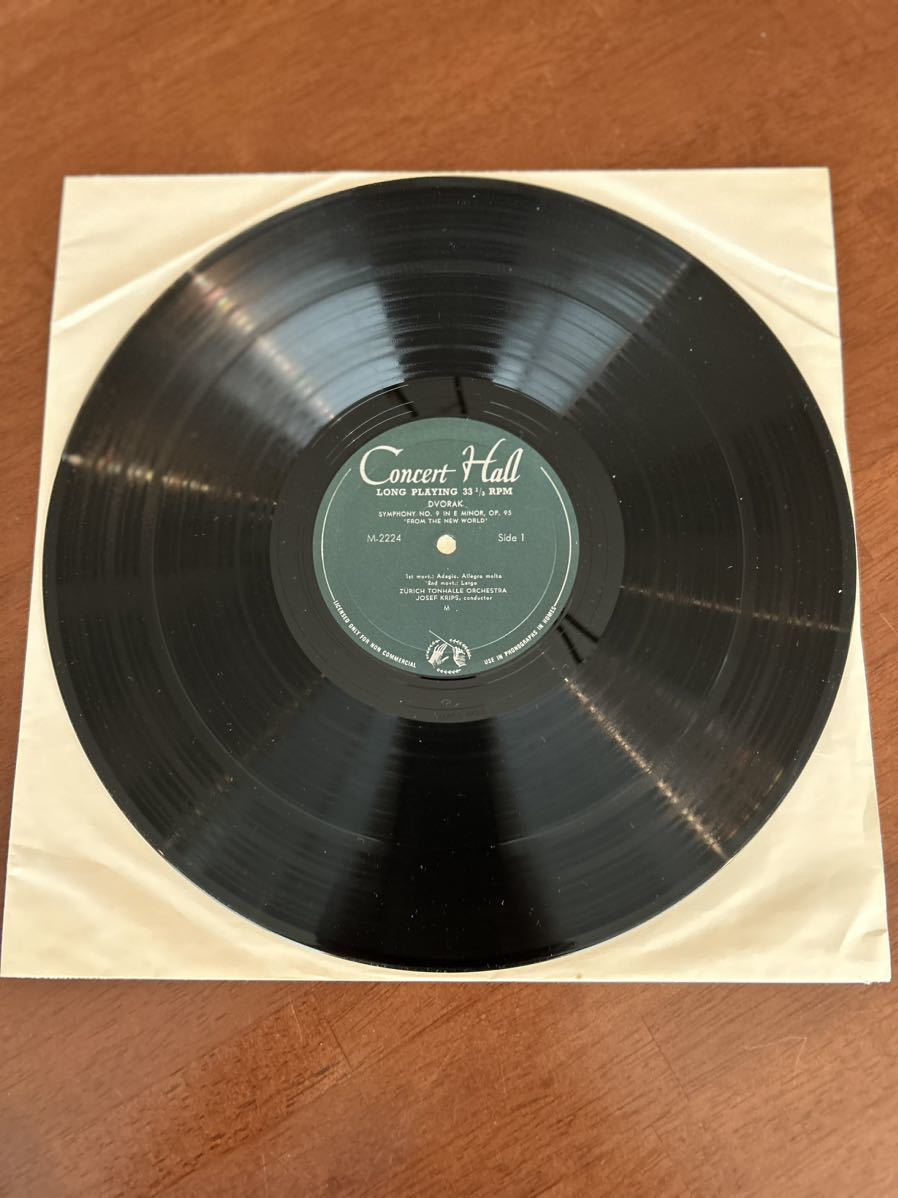 Concert Hall
LONG PLAYING 33 1/3 RPM
DVORAK
SYMPHONY NO. 9 IN E MINOR, OP. 95
"FROM THE NEW WORLD"
M-2224 Side 1
1st movt.: Adagio. Allegro molto
2nd movt.: Largo
ZÜRICH TONHALLE ORCHESTRA
JOSEF KRIPS, conductor
M
LICENSED ONLY FOR NON COMMERCIAL
USE IN PHONOGRAPHS IN HOMES